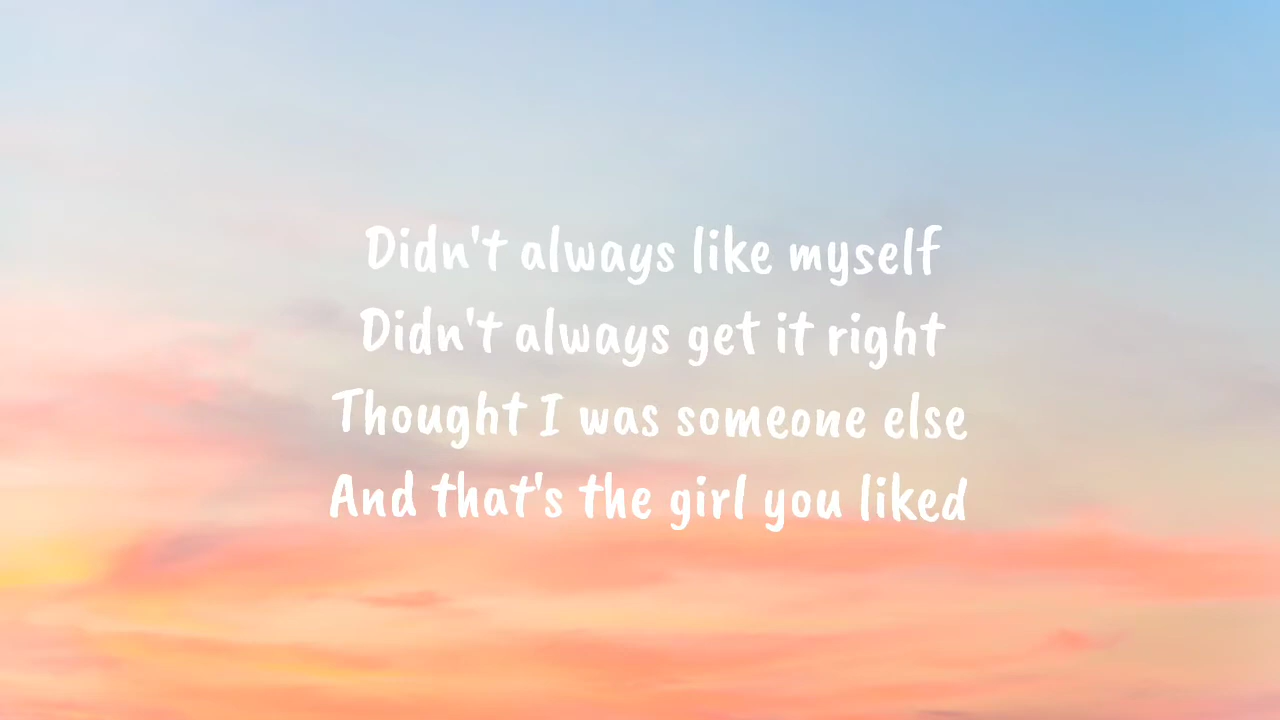 Didn't always like myself
Didn't always get it right
Thought I was someone else
And that's the girl you liked